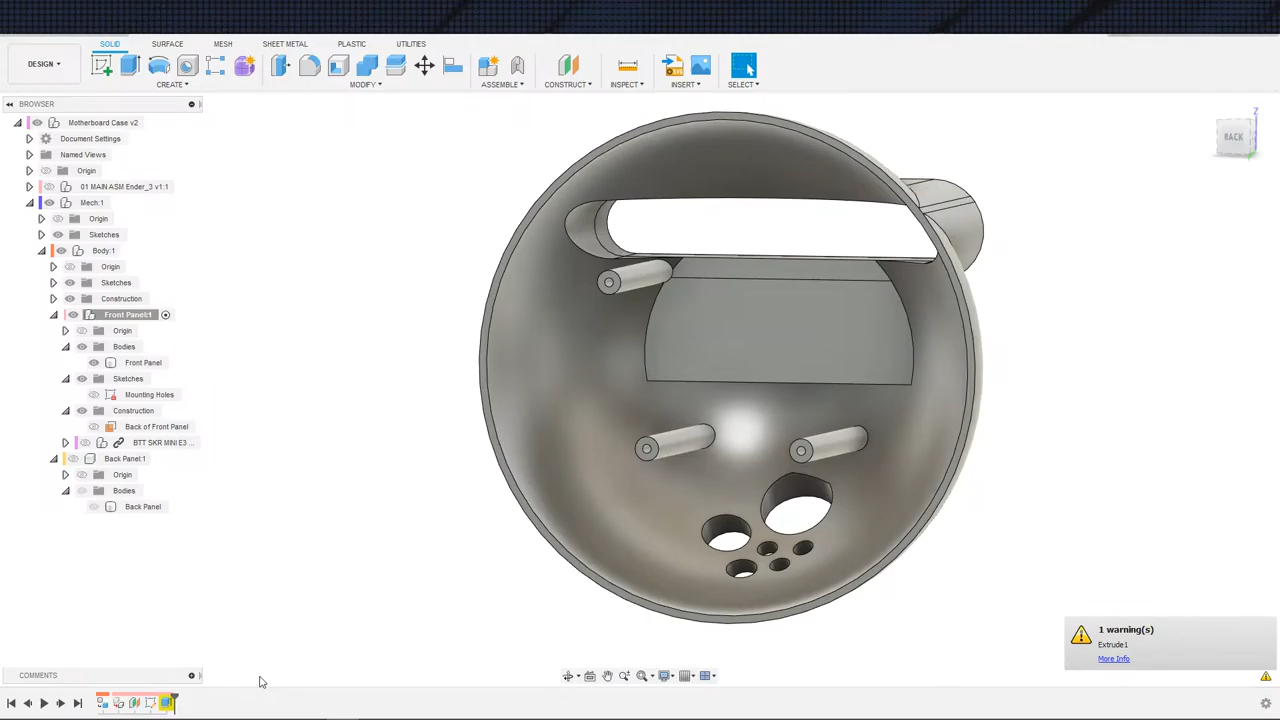 SOLID SURFACE MESH SHEET METAL PLASTIC UTILITIES
DESIGN
CREATE MODIFY ASSEMBLE CONSTRUCT INSPECT INSERT SELECT
BROWSER
Motherboard Case v2
Document Settings
Named Views
Origin
01 MAIN ASM Ender_3 v1:1
Mech:1
Origin
Sketches
Body:1
Origin
Sketches
Construction
Front Panel:1
Origin
Bodies
Front Panel
Sketches
Mounting Holes
Construction
Back of Front Panel
BTT SKR MINI E3 ...
Back Panel:1
Origin
Bodies
Back Panel
Z
BACK
1 warning(s)
Extrude1
More Info
COMMENTS